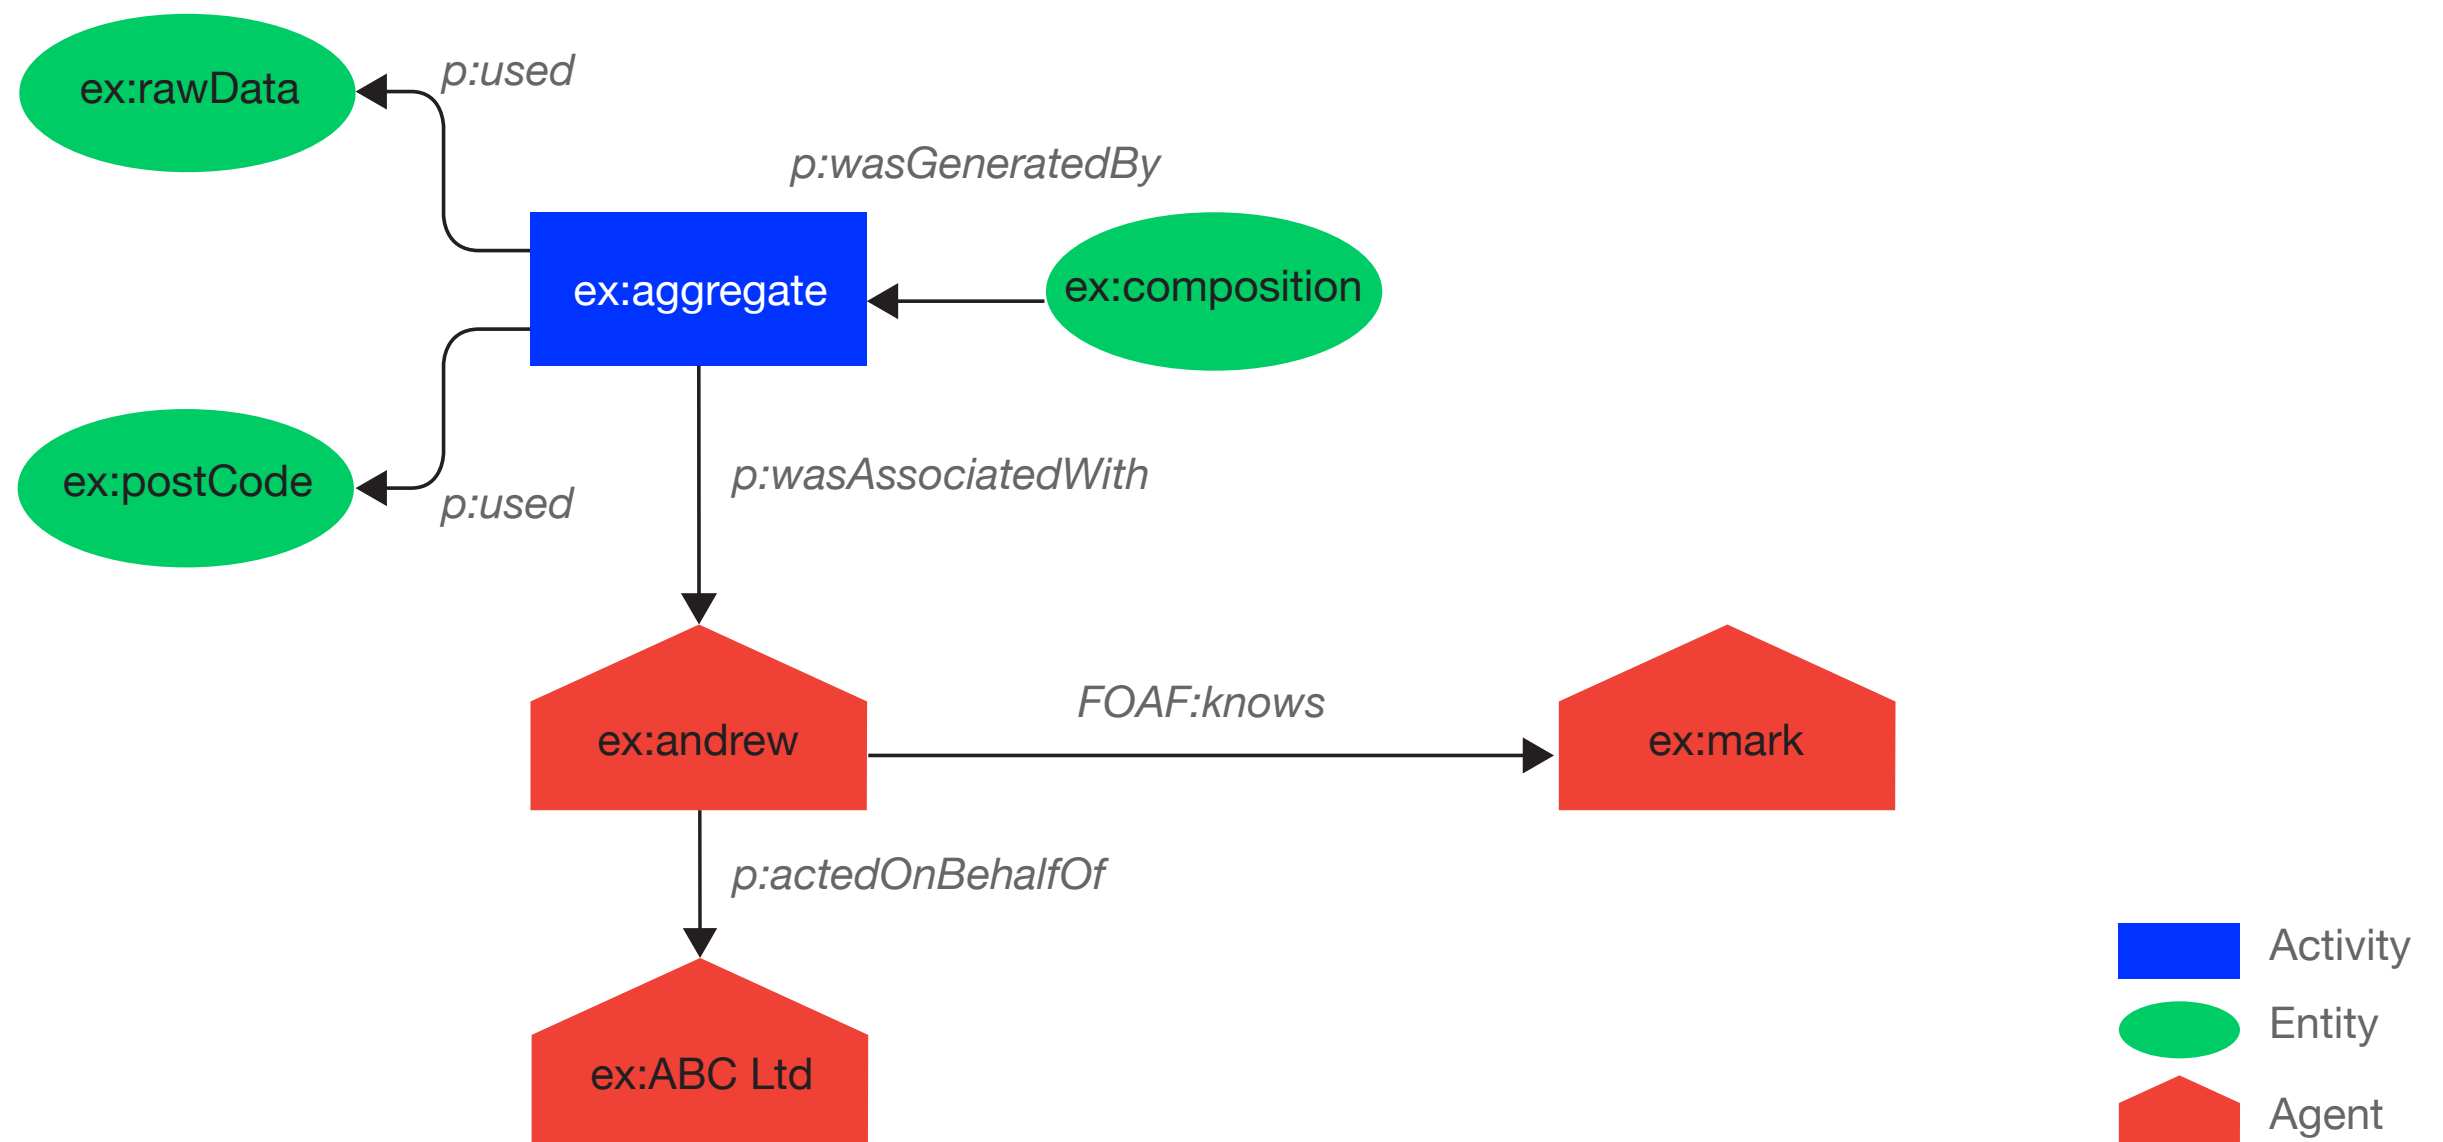 ex:rawData
p:used
p:wasGeneratedBy
ex:aggregate
ex:composition
ex:postCode
p:used
p:wasAssociatedWith
ex:andrew
FOAF:knows
ex:mark
p:actedOnBehalfOf
ex:ABC Ltd
Activity
Entity
Agent